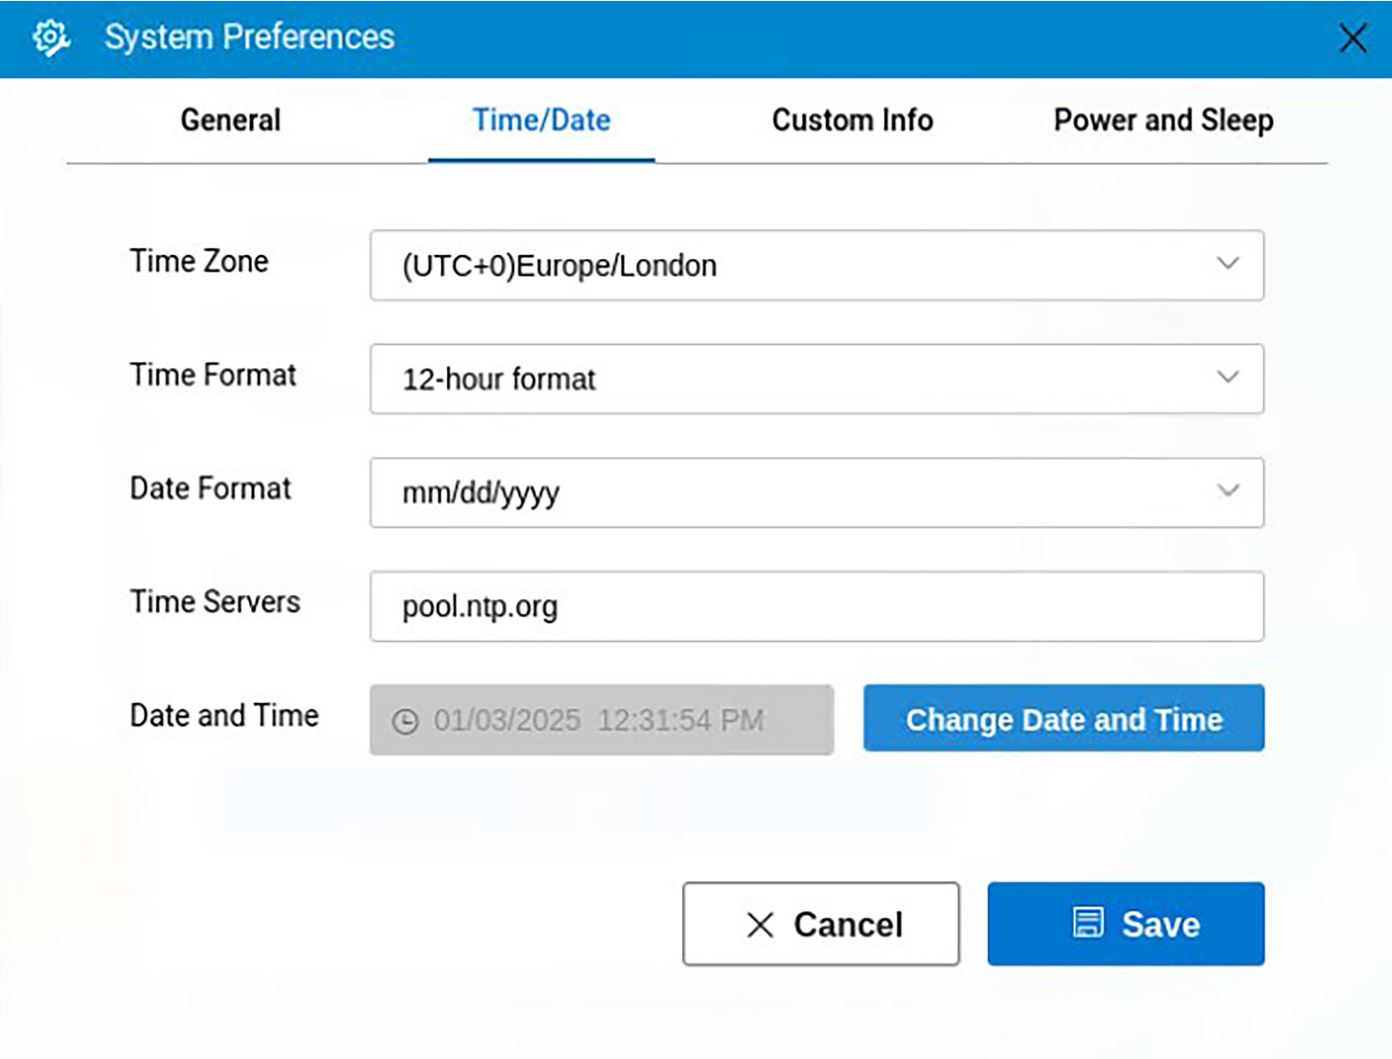 System Preferences
General Time/Date Custom Info Power and Sleep
Time Zone (UTC+0)Europe/London
Time Format 12-hour format
Date Format mm/dd/yyyy
Time Servers pool.ntp.org
Date and Time 01/03/2025 12:31:54 PM Change Date and Time
Cancel Save